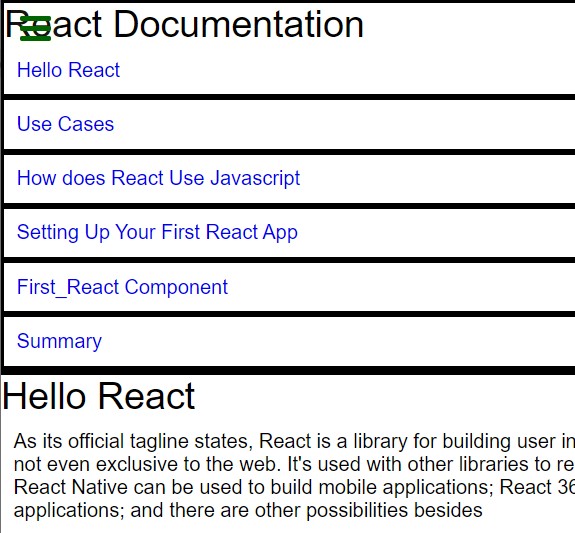 React Documentation
Hello React
Use Cases
How does React Use Javascript
Setting Up Your First React App
First_React Component
Summary
Hello React
As its official tagline states, React is a library for building user in
not even exclusive to the web. It's used with other libraries to re
React Native can be used to build mobile applications; React 36
applications; and there are other possibilities besides